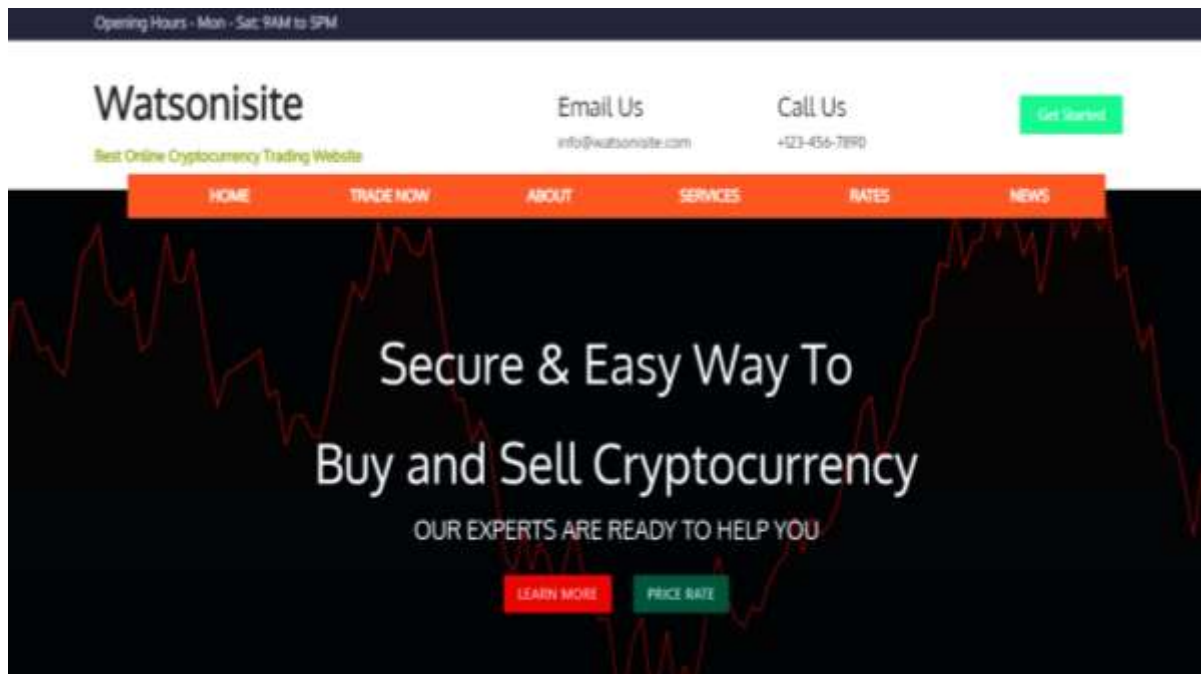 Opening Hours - Mon - Sat: 9AM to 5PM
Watsonisite
Best Online Cryptocurrency Trading Website
Email Us
info@watsonisite.com
Call Us
+123-456-7890
Get Started
HOME TRADE NOW ABOUT SERVICES RATES NEWS
Secure & Easy Way To
Buy and Sell Cryptocurrency
OUR EXPERTS ARE READY TO HELP YOU
LEARN MORE PRICE RATE